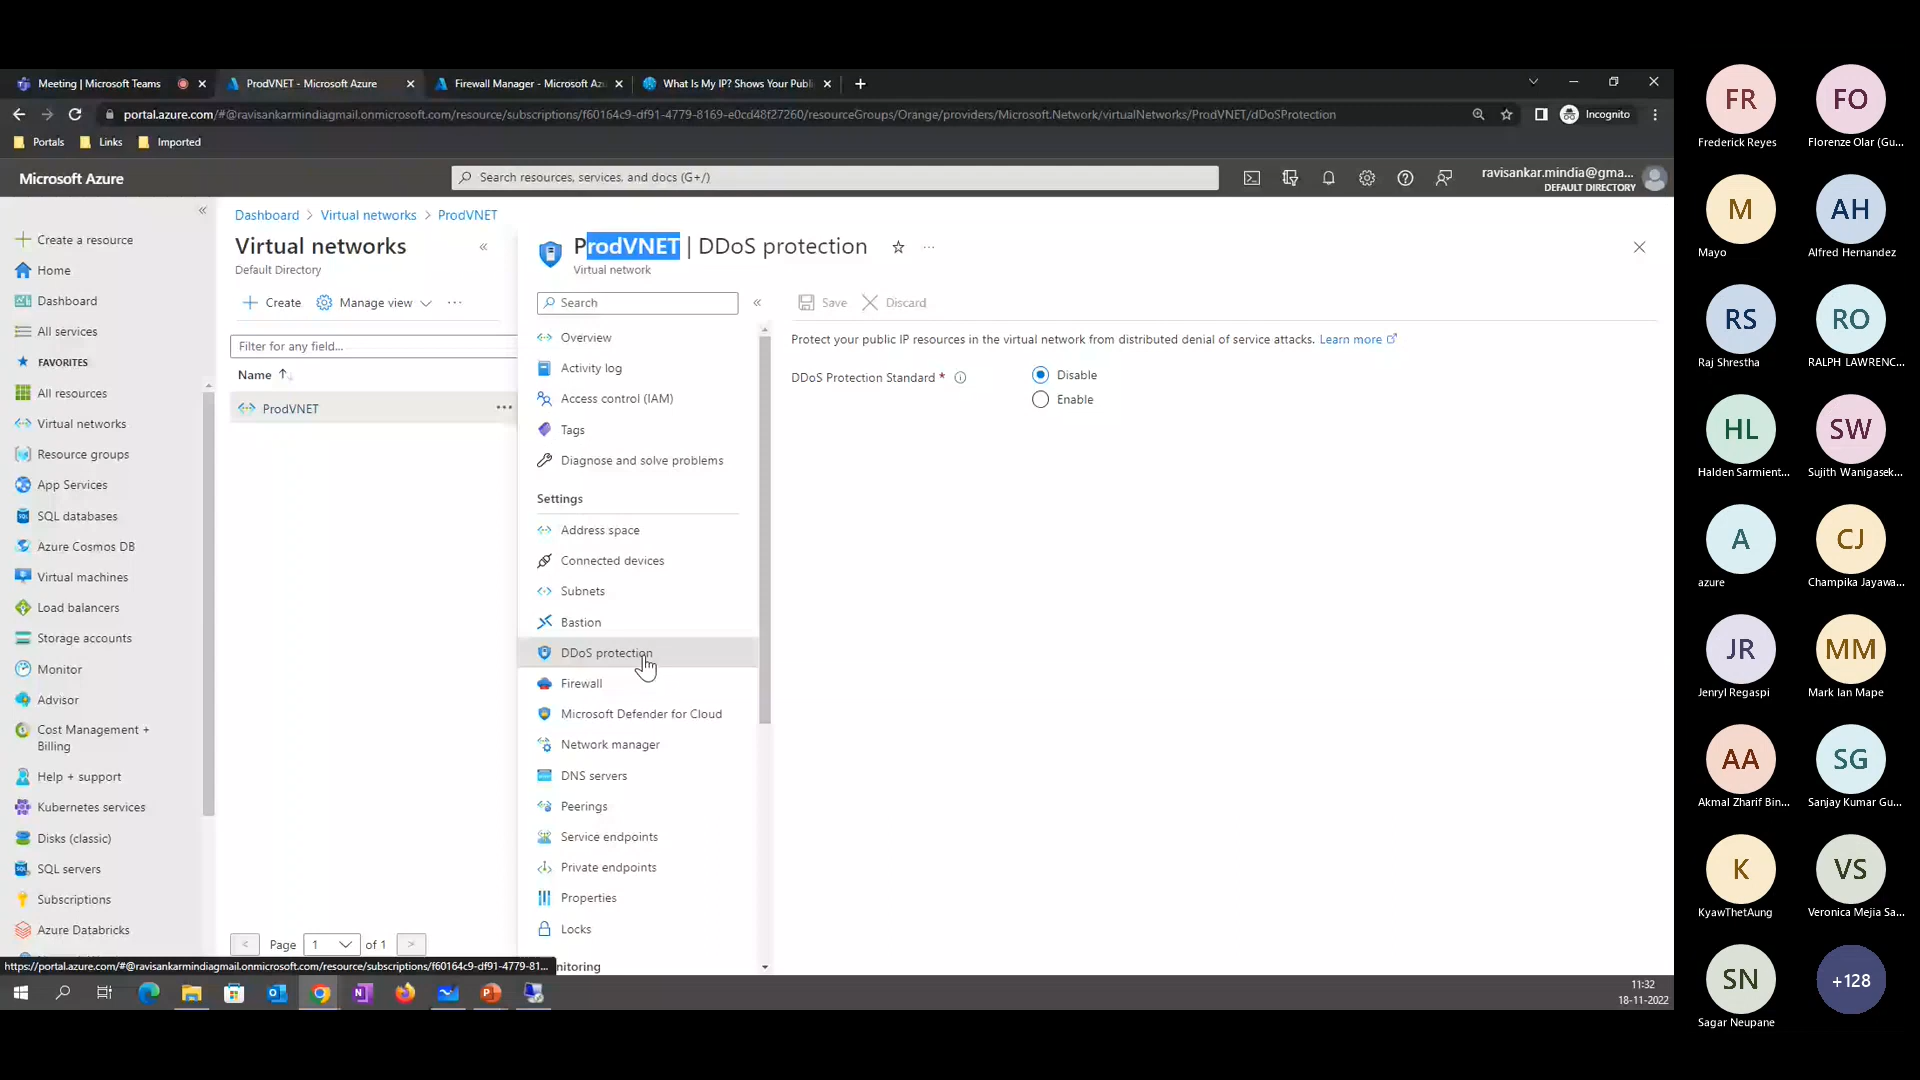 Meeting | Microsoft Teams
ProdVNET - Microsoft Azure
Firewall Manager - Microsoft Az
What Is My IP? Shows Your Publ
portal.azure.com/#@ravisankarmindiagmail.onmicrosoft.com/resource/subscriptions/f60164c9-df91-4779-8169-e0cd48f27260/resourceGroups/Orange/providers/Microsoft.Network/virtualNetworks/ProdVNET/dDoSProtection
Incognito
Portals
Links
Imported
Microsoft Azure
Search resources, services, and docs (G+/)
ravisankar.mindia@gma...
DEFAULT DIRECTORY
Create a resource
Home
Dashboard
All services
FAVORITES
All resources
Virtual networks
Resource groups
App Services
SQL databases
Azure Cosmos DB
Virtual machines
Load balancers
Storage accounts
Monitor
Advisor
Cost Management +
Billing
Help + support
Kubernetes services
Disks (classic)
SQL servers
Subscriptions
Azure Databricks
Dashboard > Virtual networks > ProdVNET
Virtual networks
Default Directory
Create
Manage view
Filter for any field...
Name
ProdVNET
Page 1 of 1
ProdVNET | DDoS protection
Virtual network
Search
Overview
Activity log
Access control (IAM)
Tags
Diagnose and solve problems
Settings
Address space
Connected devices
Subnets
Bastion
DDoS protection
Firewall
Microsoft Defender for Cloud
Network manager
DNS servers
Peerings
Service endpoints
Private endpoints
Properties
Locks
nitoring
Save
Discard
Protect your public IP resources in the virtual network from distributed denial of service attacks. Learn more
DDoS Protection Standard *
Disable
Enable
https://portal.azure.com/#@ravisankarmindiagmail.onmicrosoft.com/resource/subscriptions/f60164c9-df91-4779-81...
11:32
18-11-2022
FR
Frederick Reyes
FO
Florenze Olar (Gu...
M
Mayo
AH
Alfred Hernandez
RS
Raj Shrestha
RO
RALPH LAWRENC...
HL
Halden Sarmient...
SW
Sujith Wanigasek...
A
azure
CJ
Champika Jayawa...
JR
Jenryl Regaspi
MM
Mark Ian Mape
AA
Akmal Zharif Bin...
SG
Sanjay Kumar Gu...
K
KyawThetAung
VS
Veronica Mejia Sa...
SN
Sagar Neupane
+128